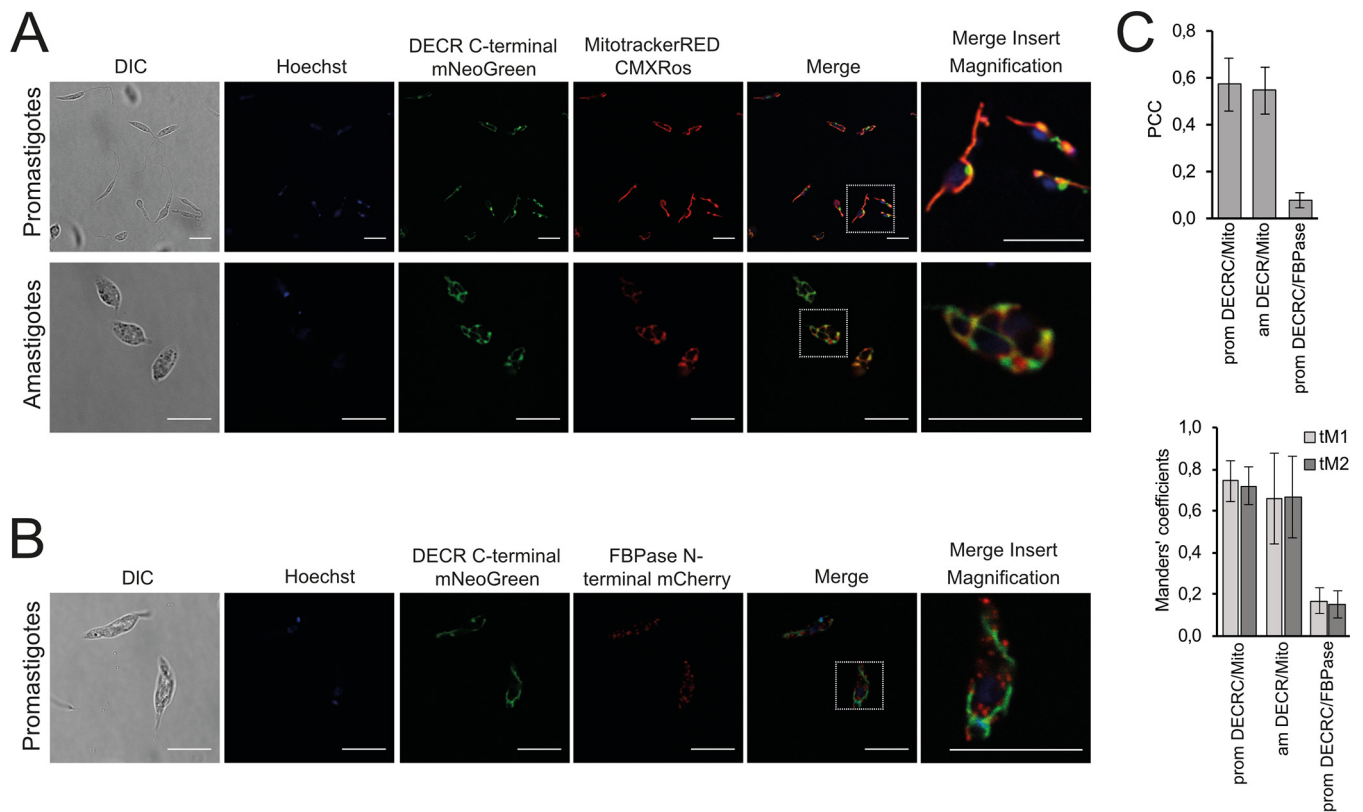 A
DIC
Hoechst
DECR C-terminal
mNeoGreen
MitotrackerRED
CMXRos
Merge
Merge Insert
Magnification
Promastigotes
Amastigotes
B
DIC
Hoechst
DECR C-terminal
mNeoGreen
FBPase N-
terminal mCherry
Merge
Merge Insert
Magnification
Promastigotes
C
PCC
0,8
0,6
0,4
0,2
0,0
prom DECRC/Mito
am DECR/Mito
prom DECRC/FBPase
Manders' coefficients
1,0
0,8
0,6
0,4
0,2
0,0
tM1
tM2
prom DECRC/Mito
am DECR/Mito
prom DECRC/FBPase